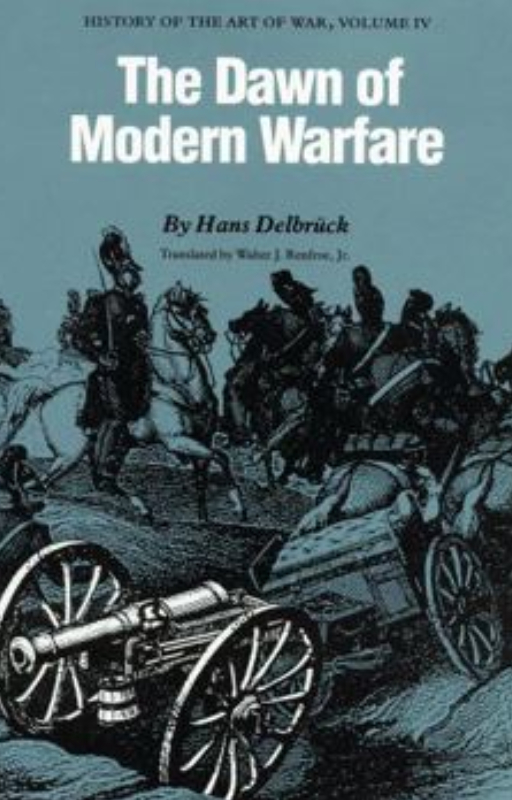 HISTORY OF THE ART OF WAR, VOLUME IV
The Dawn of
Modern Warfare
By Hans Delbrück
Translated by Walter J. Renfroe, Jr.